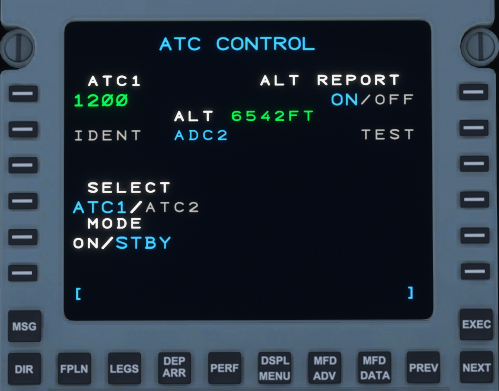 ATC CONTROL
ATC1 ALT REPORT
1200 ON/OFF
ALT 6542FT
IDENT ADC2 TEST
SELECT
ATC1/ATC2
MODE
ON/STBY
[ ]
MSG EXEC
DIR FPLN LEGS DEP ARR PERF DSPL MENU MFD ADV MFD DATA PREV NEXT